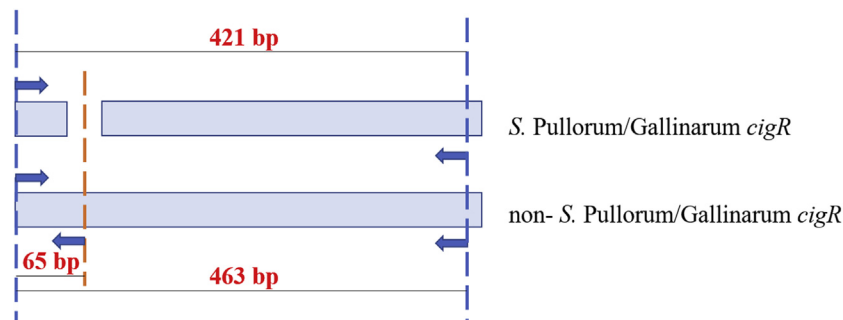 421 bp
S. Pullorum/Gallinarum cigR
non- S. Pullorum/Gallinarum cigR
65 bp
463 bp